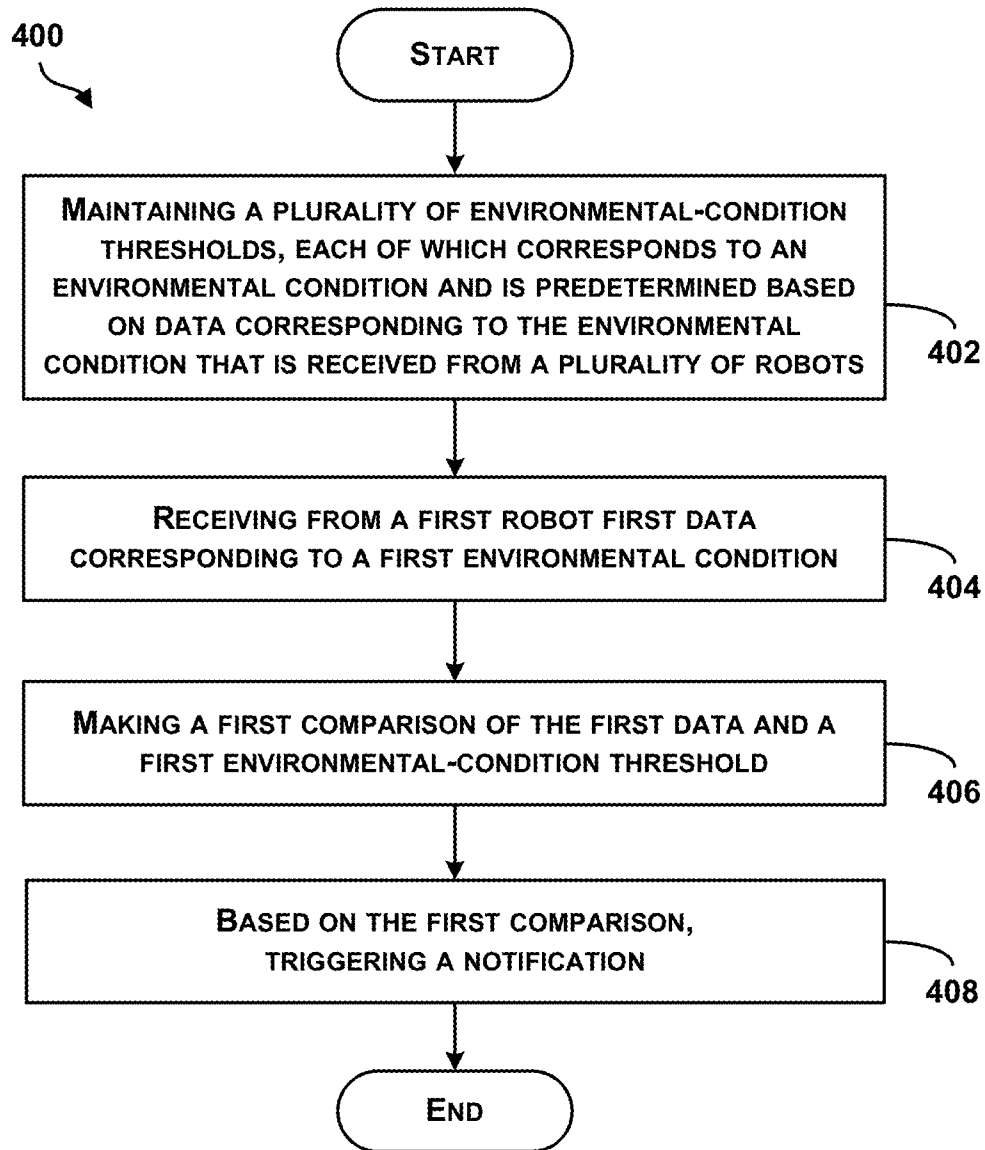 400
START
MAINTAINING A PLURALITY OF ENVIRONMENTAL-CONDITION
THRESHOLDS, EACH OF WHICH CORRESPONDS TO AN
ENVIRONMENTAL CONDITION AND IS PREDETERMINED BASED
ON DATA CORRESPONDING TO THE ENVIRONMENTAL
CONDITION THAT IS RECEIVED FROM A PLURALITY OF ROBOTS
402
RECEIVING FROM A FIRST ROBOT FIRST DATA
CORRESPONDING TO A FIRST ENVIRONMENTAL CONDITION
404
MAKING A FIRST COMPARISON OF THE FIRST DATA AND A
FIRST ENVIRONMENTAL-CONDITION THRESHOLD
406
BASED ON THE FIRST COMPARISON,
TRIGGERING A NOTIFICATION
408
END